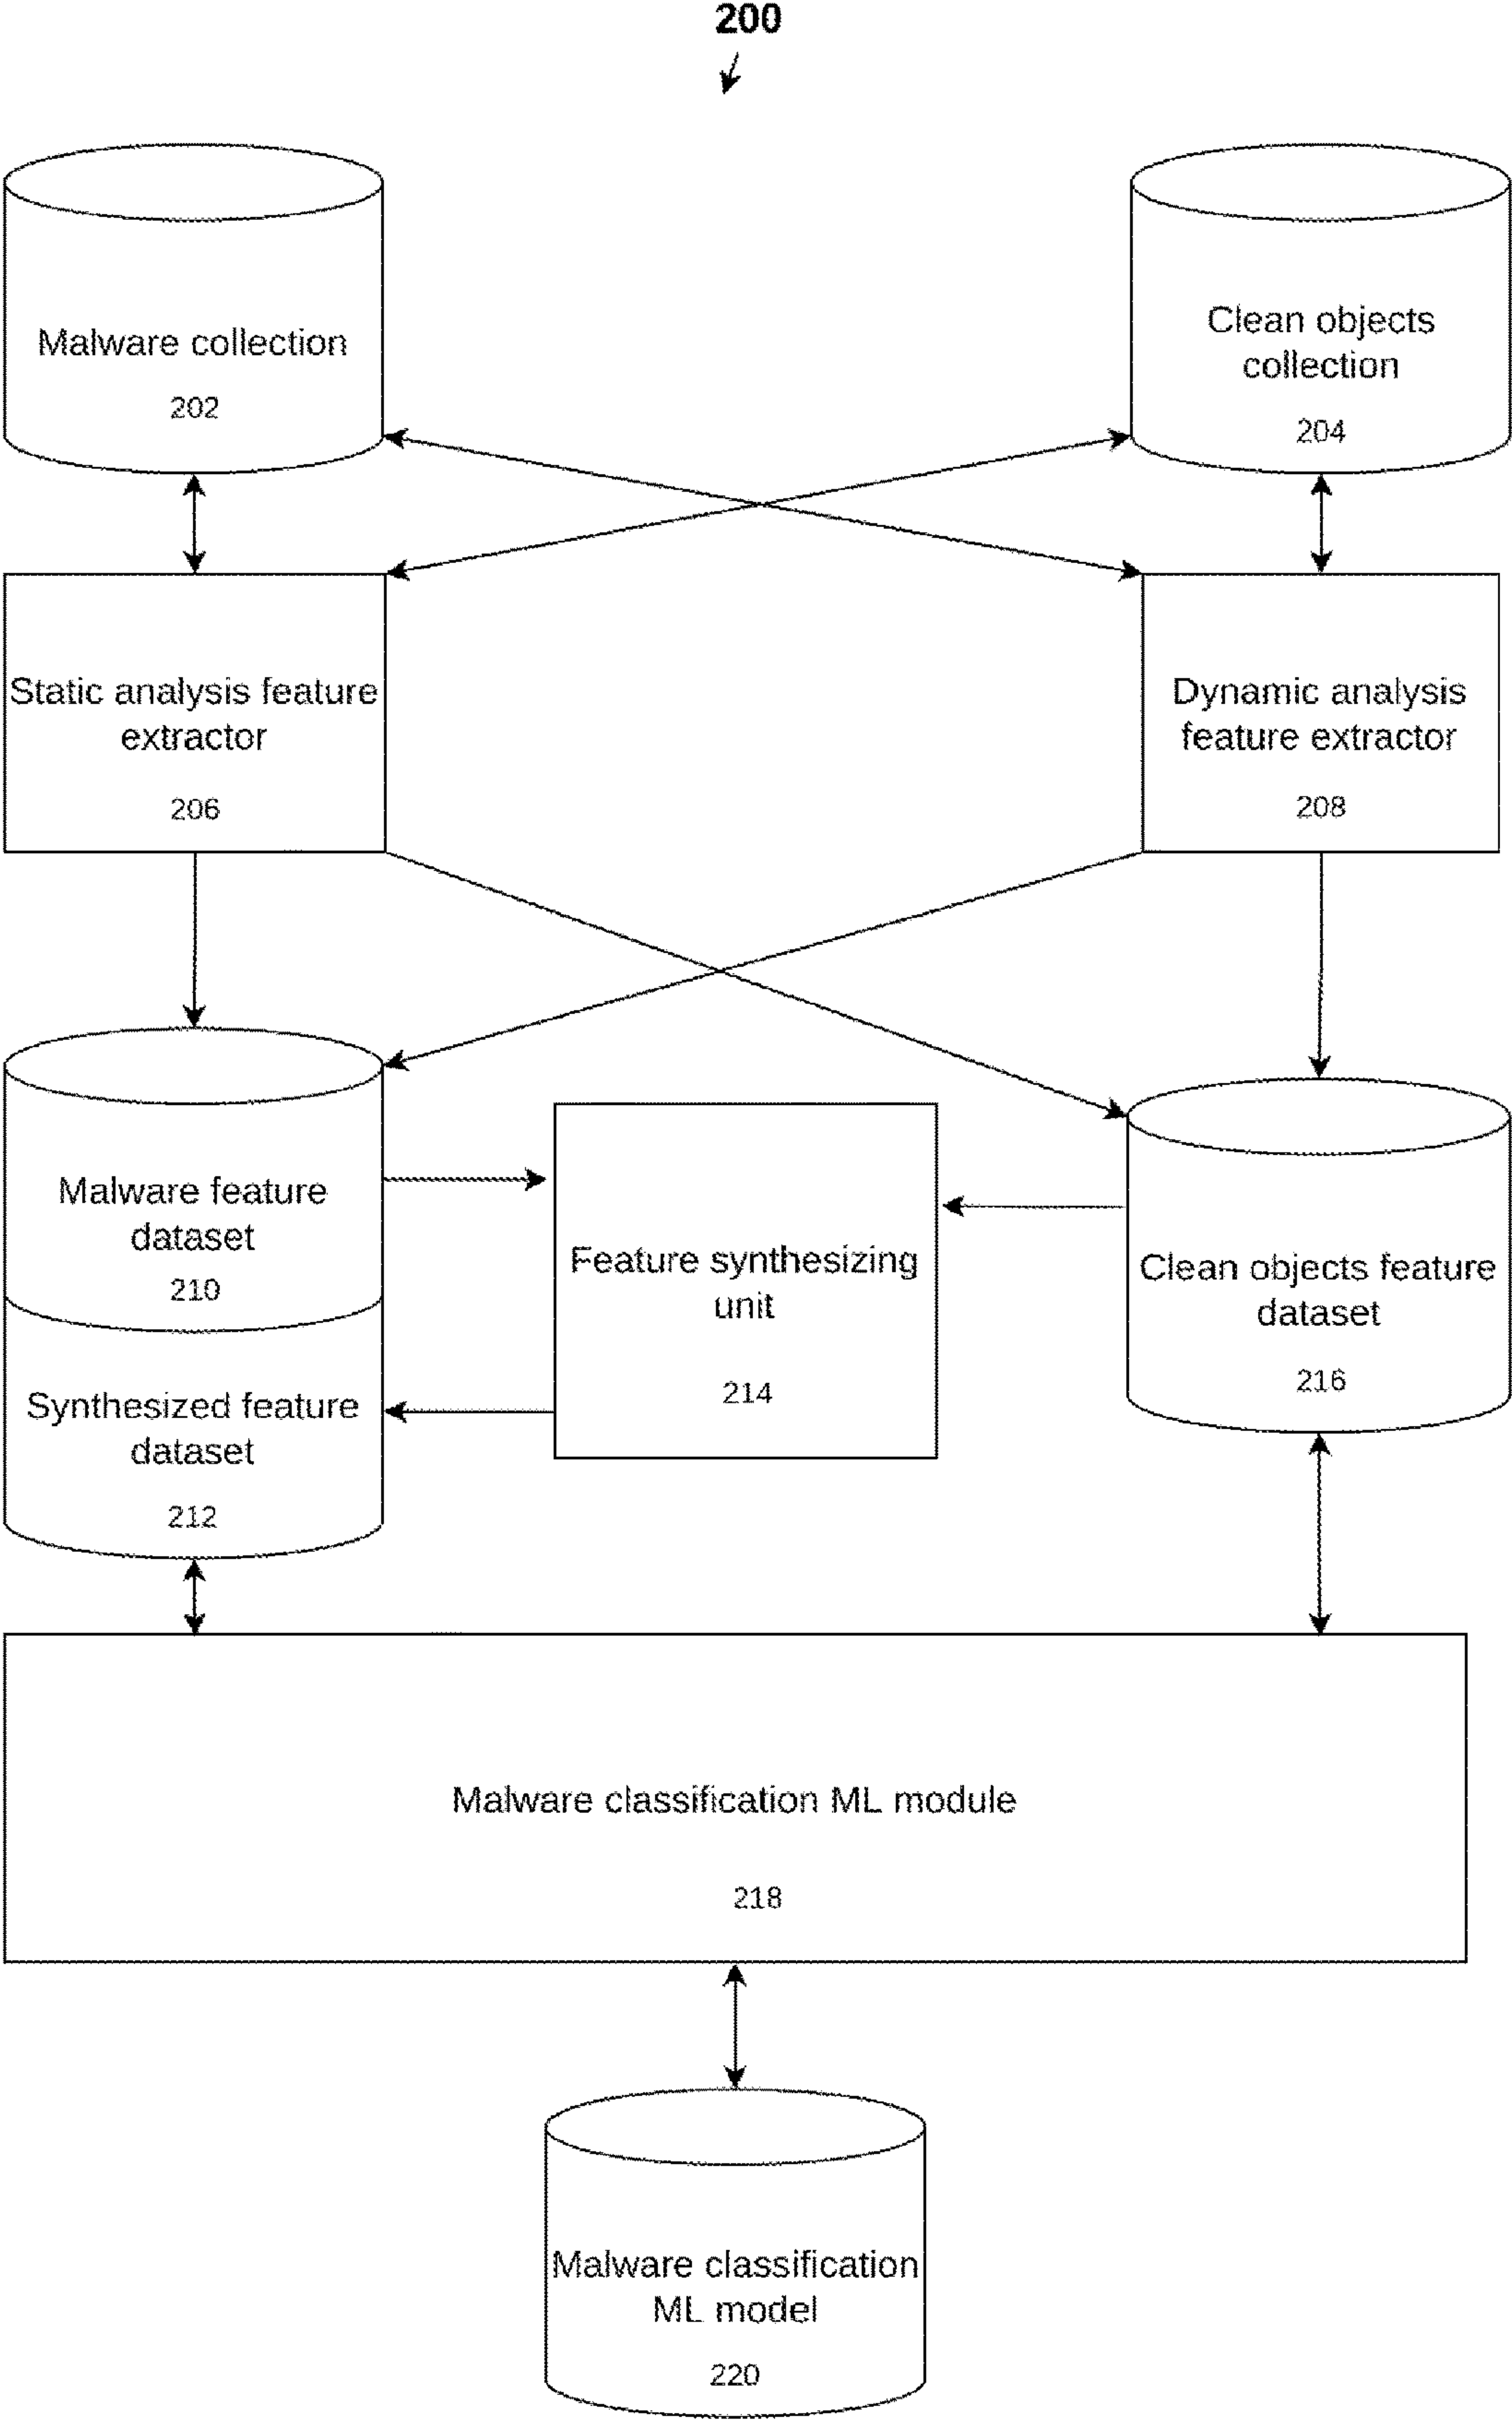 200
Malware collection
202
Clean objects
collection
204
Static analysis feature
extractor
206
Dynamic analysis
feature extractor
208
Malware feature
dataset
210
Synthesized feature
dataset
212
Feature synthesizing
unit
214
Clean objects feature
dataset
216
Malware classification ML module
218
Malware classification
ML model
220